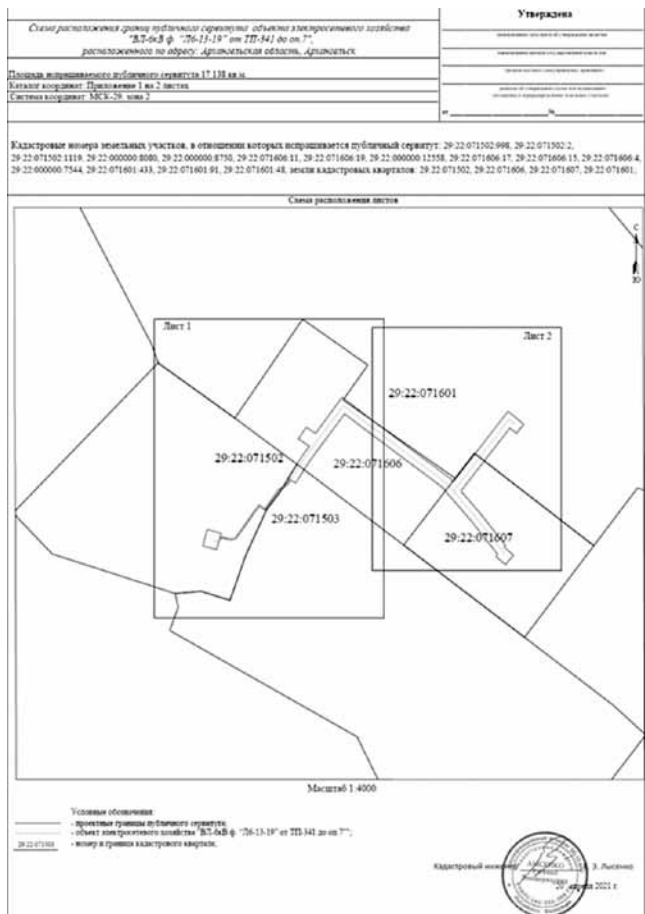 Схема расположения границ публичного сервитута объекта электросетевого хозяйства
"ВЛ-6кВ ф. "Л6-13-19" от ТП-341 до оп.7",
расположенного по адресу: Архангельская область, Архангельск
Утверждена
Площадь испрашиваемого публичного сервитута 17 138 кв.м.
Каталог координат: Приложение 1 на 2 листах
Система координат: МСК-29, зона 2
от №
Кадастровые номера земельных участков, в отношении которых испрашивается публичный сервитут: 29:22:071502:998, 29:22:071502:2,
29:22:071502:1119, 29:22:000000:8080, 29:22:000000:8750, 29:22:071606:11, 29:22:071606:19, 29:22:000000:12558, 29:22:071606:17, 29:22:071606:15, 29:22:071606:4,
29:22:000000:7544, 29:22:071601:433, 29:22:071601:91, 29:22:071601:48, земли кадастровых кварталов: 29:22:071502, 29:22:071606, 29:22:071607, 29:22:071601,
Схема расположения листов
С
Ю
Лист 1
Лист 2
29:22:071601
29:22:071502
29:22:071606
29:22:071503
29:22:071607
Масштаб 1:4000
Условные обозначения:
- проектные границы публичного сервитута;
- объект электросетевого хозяйства "ВЛ-6кВ ф. "Л6-13-19" от ТП-341 до оп.7";
29:22:071503 - номер и граница кадастрового квартала;
Кадастровый инженер Э. Лысенко
20 апреля 2021 г.